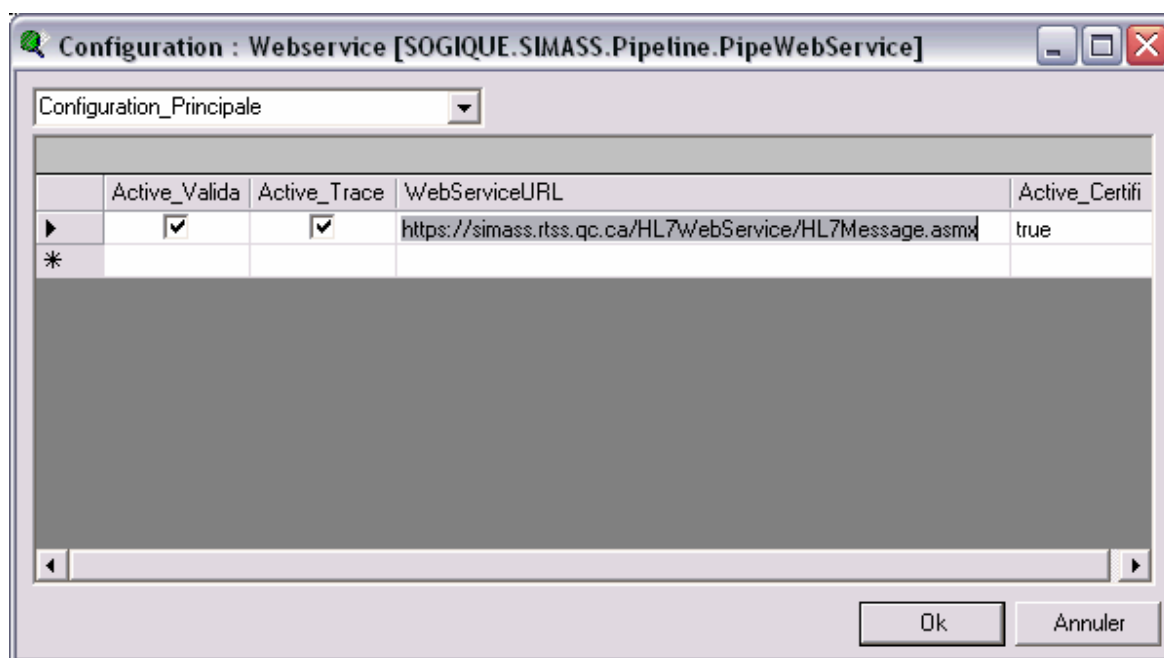 Configuration : Webservice [SOGIQUE.SIMASS.Pipeline.PipeWebService]
Configuration_Principale
Active_Valida Active_Trace WebServiceURL Active_Certifi
https://simass.rtss.qc.ca/HL7WebService/HL7Message.asmx true
Ok Annuler